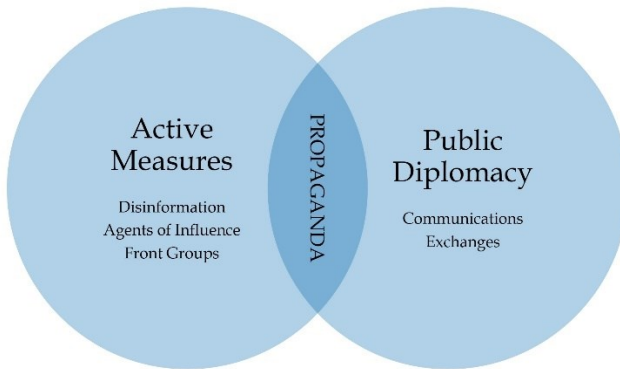 Active
Measures
Disinformation
Agents of Influence
Front Groups
PROPAGANDA
Public
Diplomacy
Communications
Exchanges